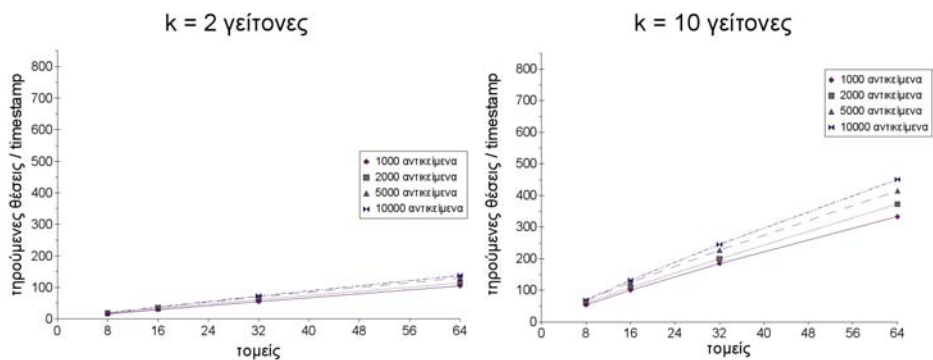 k = 2 γείτονες
τηρούμενες θέσεις / timestamp
800
700
600
500
400
300
200
100
0
0 8 16 24 32 40 48 56 64
τομείς
1000 αντικείμενα
2000 αντικείμενα
5000 αντικείμενα
10000 αντικείμενα
k = 10 γείτονες
τηρούμενες θέσεις / timestamp
800
700
600
500
400
300
200
100
0
0 8 16 24 32 40 48 56 64
τομείς
1000 αντικείμενα
2000 αντικείμενα
5000 αντικείμενα
10000 αντικείμενα